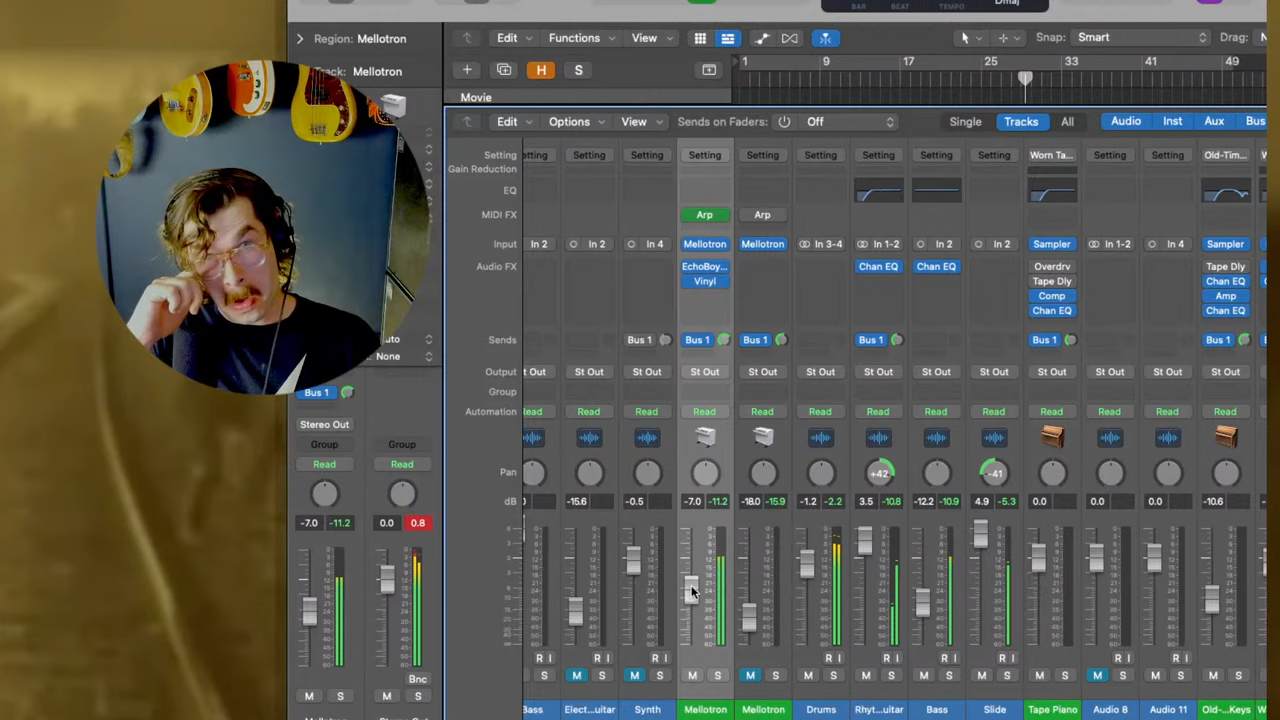 BAR BEAT TEMPO Dmaj
Region: Mellotron
Edit Functions View Snap: Smart Drag:
Track: Mellotron
H S
1 9 17 25 33 41 49
Movie
Edit Options View Sends on Faders: Off Single Tracks All Audio Inst Aux Bus
Setting Setting Setting Setting Setting Setting Setting Setting Worn Ta... Setting Setting Old-Tim...
Gain Reduction
EQ
MIDI FX Arp Arp
Input In 2 In 2 In 4 Mellotron Mellotron In 3-4 In 1-2 In 2 In 2 Sampler In 1-2 In 4 Sampler
Audio FX EchoBoy... Chan EQ Chan EQ Overdrv Tape Dly
Vinyl Tape Dly Chan EQ
Comp Amp
Chan EQ Chan EQ
Sends Bus 1 Bus 1 Bus 1 Bus 1 Bus 1 Bus 1
None
Output St Out St Out St Out St Out St Out St Out St Out St Out St Out St Out St Out St Out
Group
Bus 1
Automation Read Read Read Read Read Read Read Read Read Read Read Read
Stereo Out
Group Group
Read Read
Pan +42 -41
dB -15.6 -0.5 -7.0 -11.2 -18.0 -15.9 -1.2 -2.2 3.5 -10.8 -12.2 -10.9 4.9 -5.3 0.0 0.0 0.0 -10.6
-7.0 -11.2 0.0 0.8
R I R I R I R I R I R I R I
Bnc
S M S M S M S M S M S M S M S M S M S M S M S M S
M S M S
Bass Elect...uitar Synth Mellotron Mellotron Drums Rhyt...uitar Bass Slide Tape Piano Audio 8 Audio 11 Old-...Keys